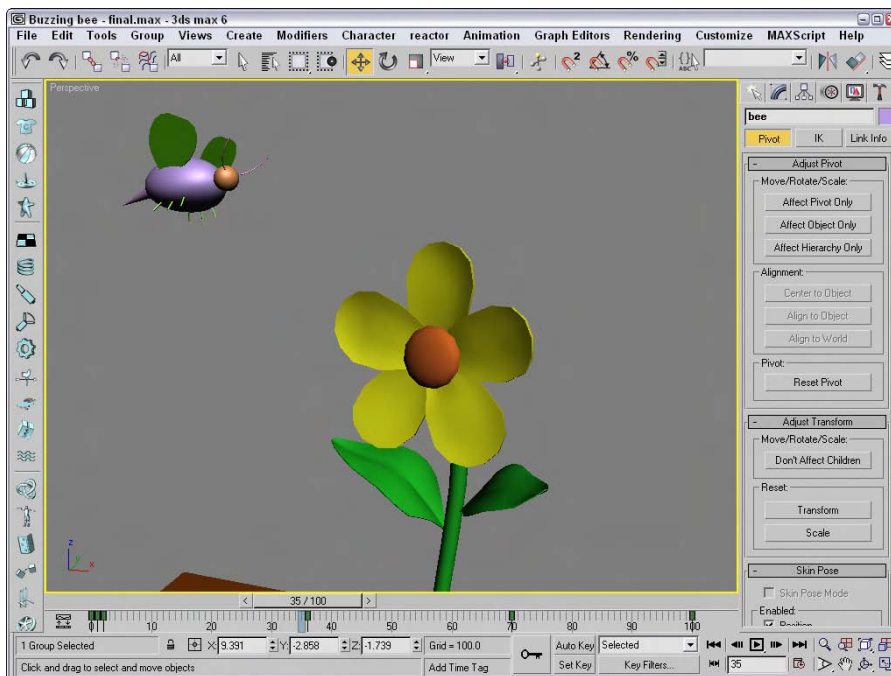 Buzzing bee - final.max - 3ds max 6
File Edit Tools Group Views Create Modifiers Character reactor Animation Graph Editors Rendering Customize MAXScript Help
All
View
Perspective
bee
Pivot IK Link Info
- Adjust Pivot
Move/Rotate/Scale:
Affect Pivot Only
Affect Object Only
Affect Hierarchy Only
Alignment:
Center to Object
Align to Object
Align to World
Pivot:
Reset Pivot
- Adjust Transform
Move/Rotate/Scale:
Don't Affect Children
Reset:
Transform
Scale
- Skin Pose
Skin Pose Mode
Enabled:
Position
z
y
x
< 35 / 100 >
0 10 20 30 40 50 60 70 80 90 100
1 Group Selected X: 9.391 Y: -2.858 Z: -1.739 Grid = 100.0 Auto Key Selected
Click and drag to select and move objects Add Time Tag Set Key Key Filters... 35